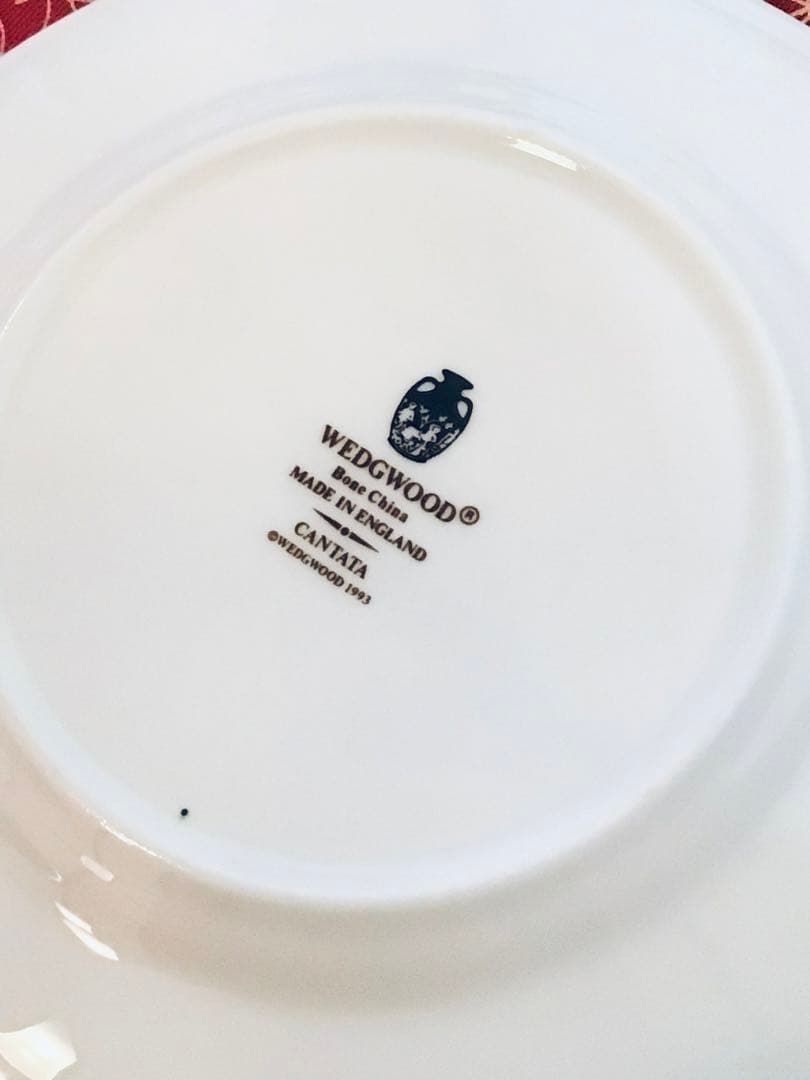 WEDGWOOD®
Bone China
MADE IN ENGLAND
CANTATA
©WEDGWOOD 1993